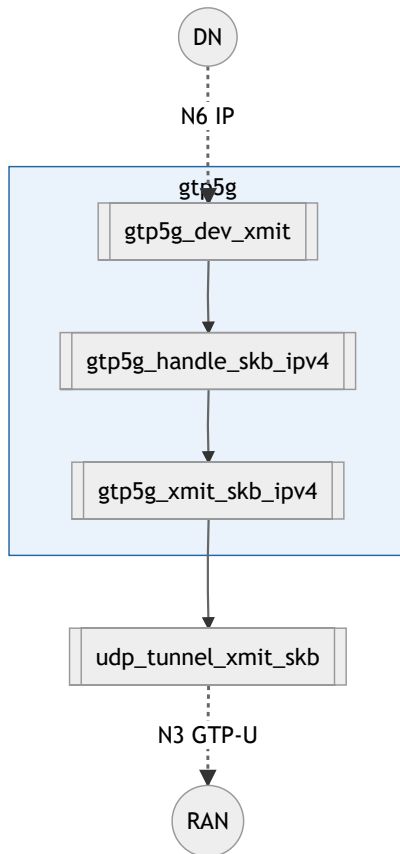 DN
N6 IP
gtp5g
gtp5g_dev_xmit
gtp5g_handle_skb_ipv4
gtp5g_xmit_skb_ipv4
udp_tunnel_xmit_skb
N3 GTP-U
RAN